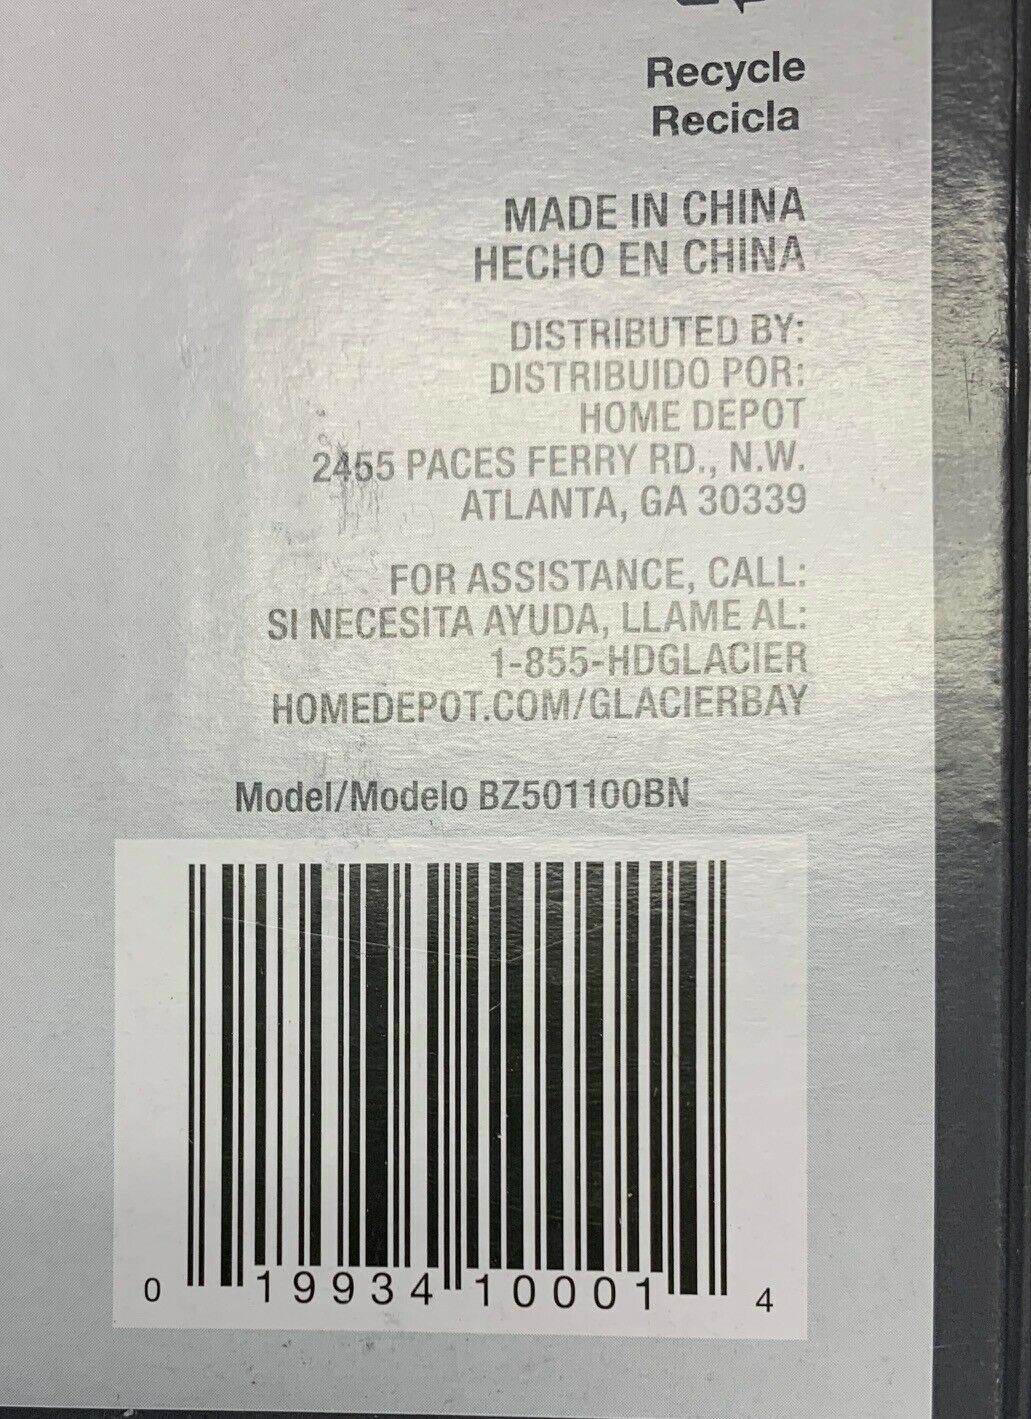 Recycle
Recicla
MADE IN CHINA
HECHO EN CHINA
DISTRIBUTED BY:
DISTRIBUIDO POR:
HOME DEPOT
2455 PACES FERRY RD., N.W.
ATLANTA, GA 30339
FOR ASSISTANCE, CALL:
SI NECESITA AYUDA, LLAME AL:
1-855-HDGLACIER
HOMEDEPOT.COM/GLACIERBAY
Model/Modelo BZ501100BN
0 19934 10001 4